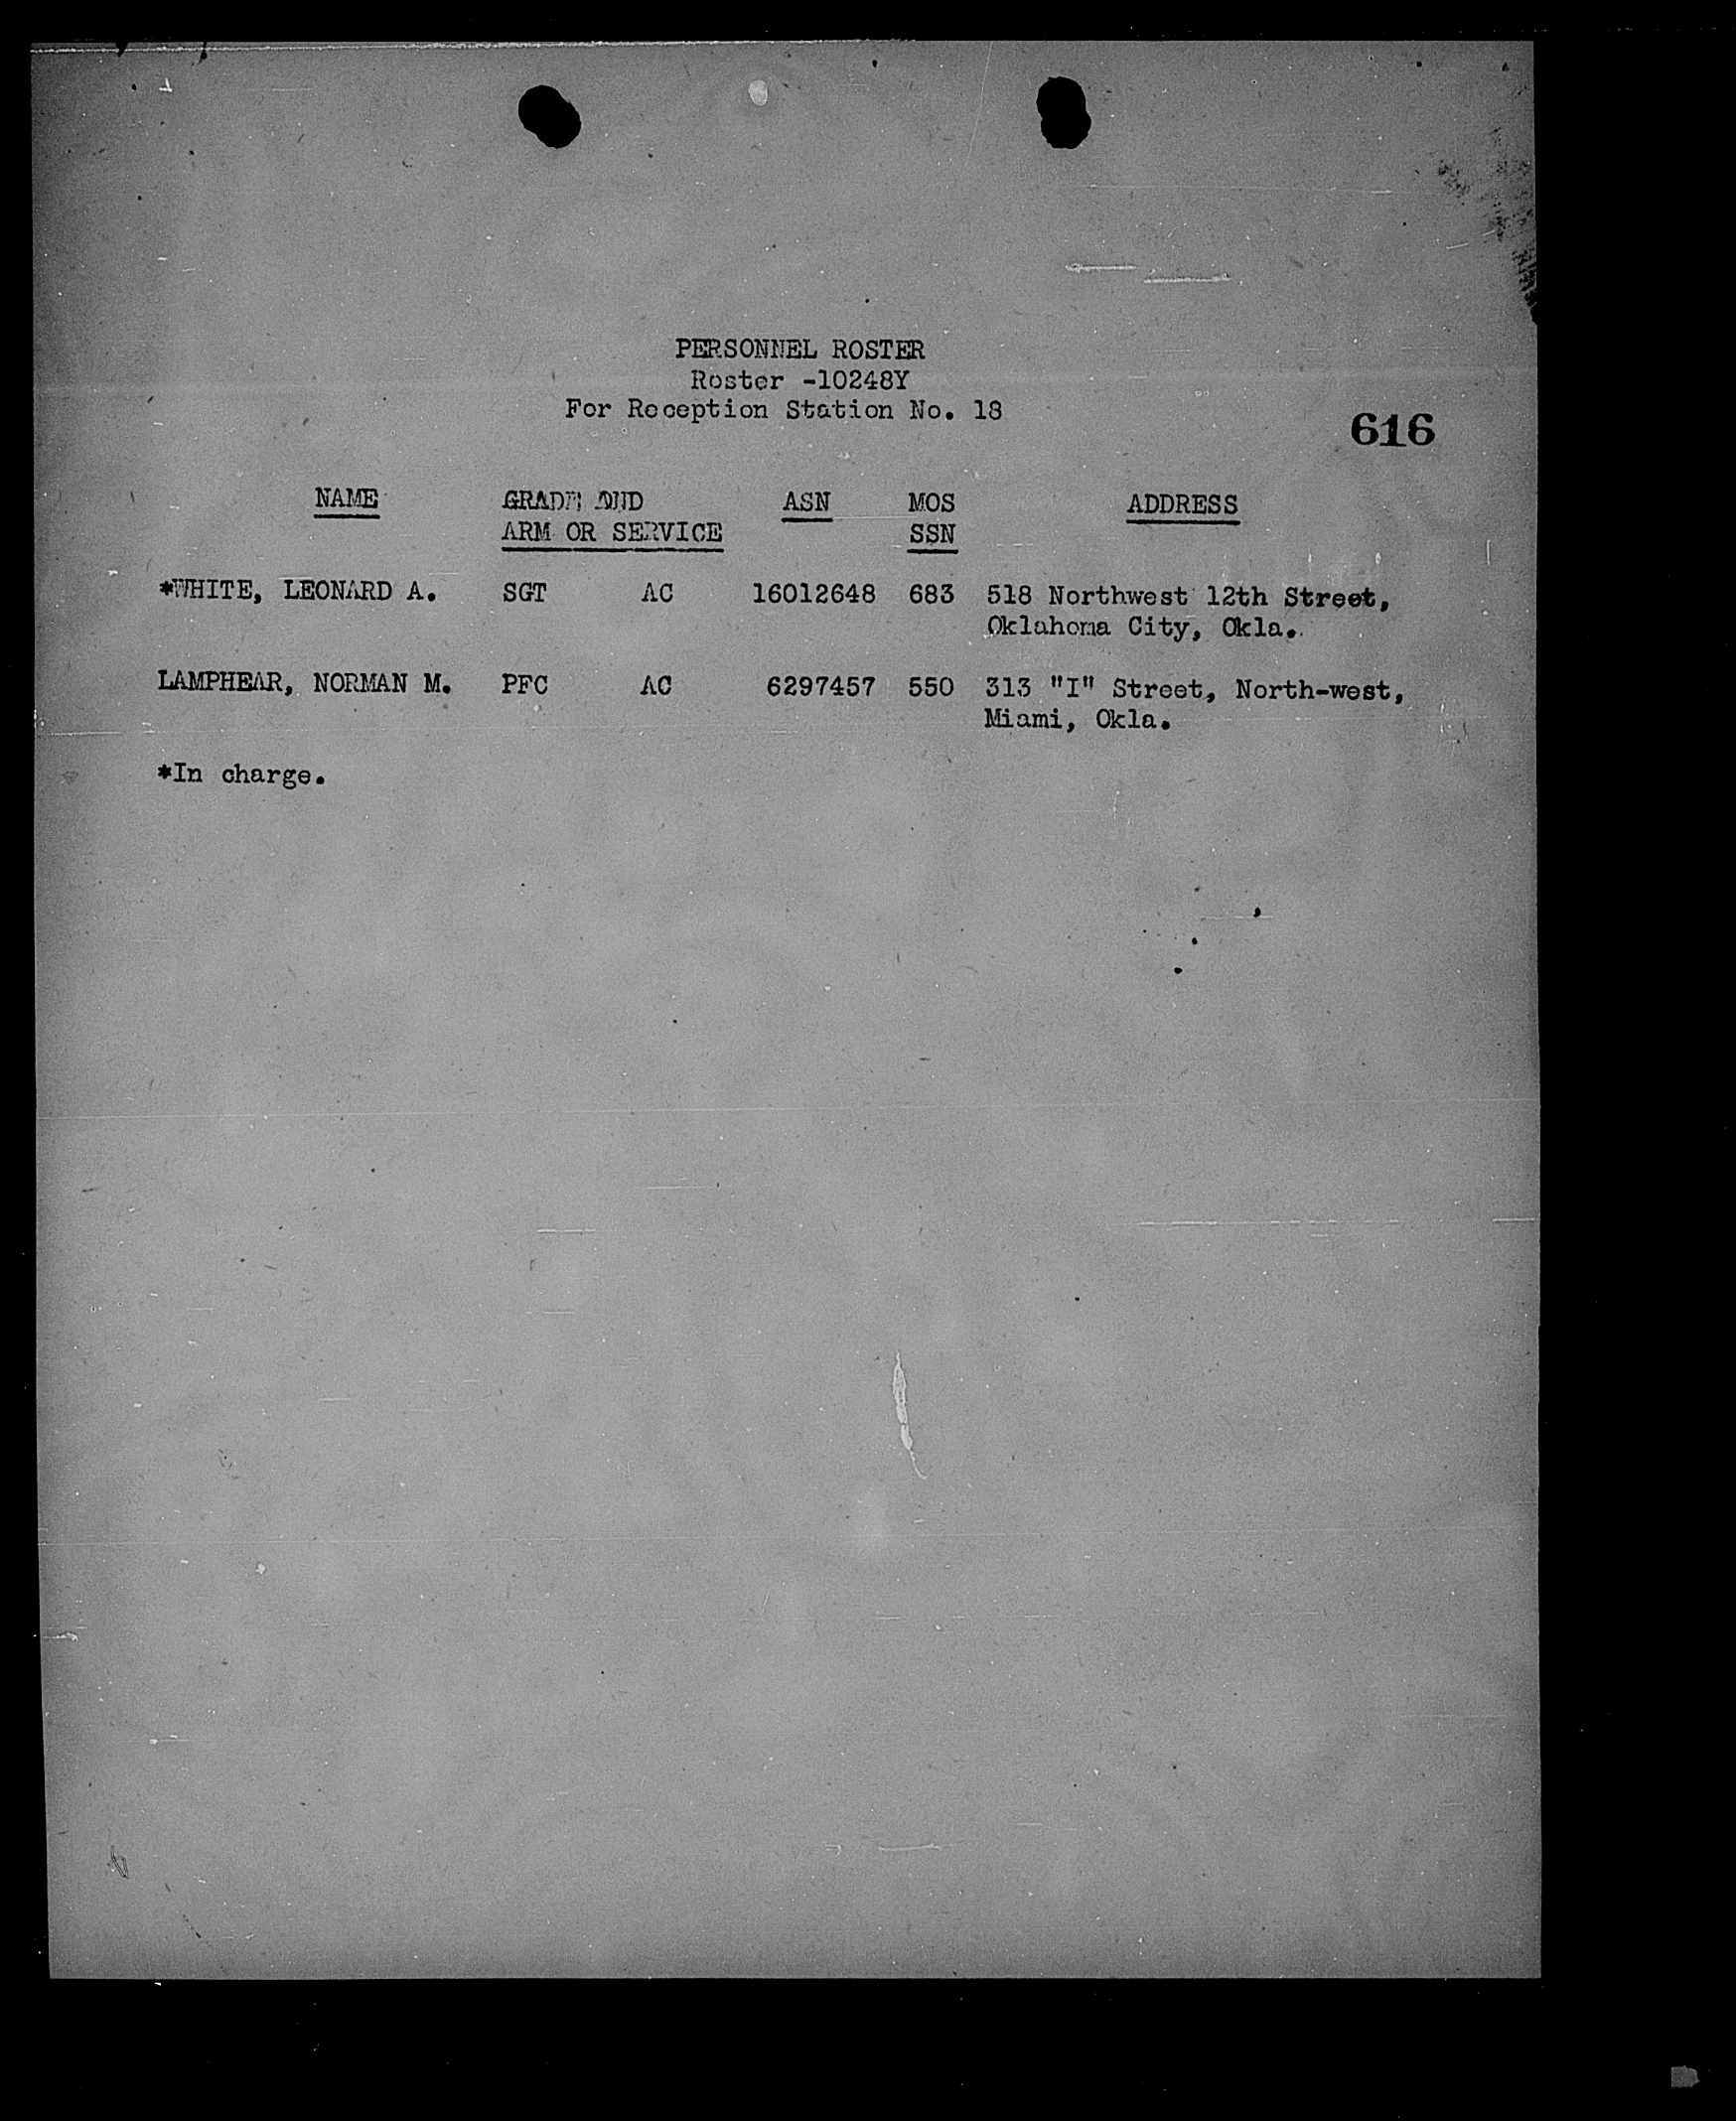 PERSONNEL ROSTER
Roster -10248Y
For Reception Station No. 18
616
NAME GRADE AND ASN MOS ADDRESS
ARM OR SERVICE SSN
*WHITE, LEONARD A. SGT AC 16012648 683 518 Northwest 12th Street,
Oklahoma City, Okla.
LAMPHEAR, NORMAN M. PFC AC 6297457 550 313 "I" Street, North-west,
Miami, Okla.
*In charge.